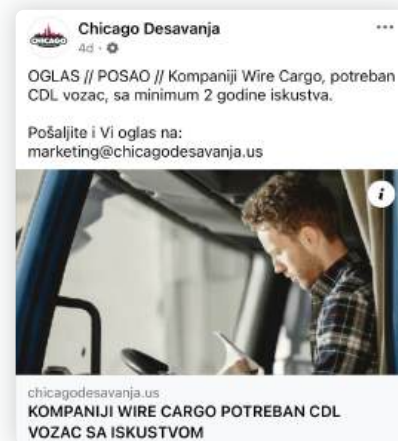 CHICAGO
Chicago Desavanja
4d
OGLAS // POSAO // Kompaniji Wire Cargo, potreban
CDL vozac, sa minimum 2 godine iskustva.
Pošaljite i Vi oglas na:
marketing@chicagodesavanja.us
i
chicagodesavanja.us
KOMPANIJI WIRE CARGO POTREBAN CDL
VOZAC SA ISKUSTVOM